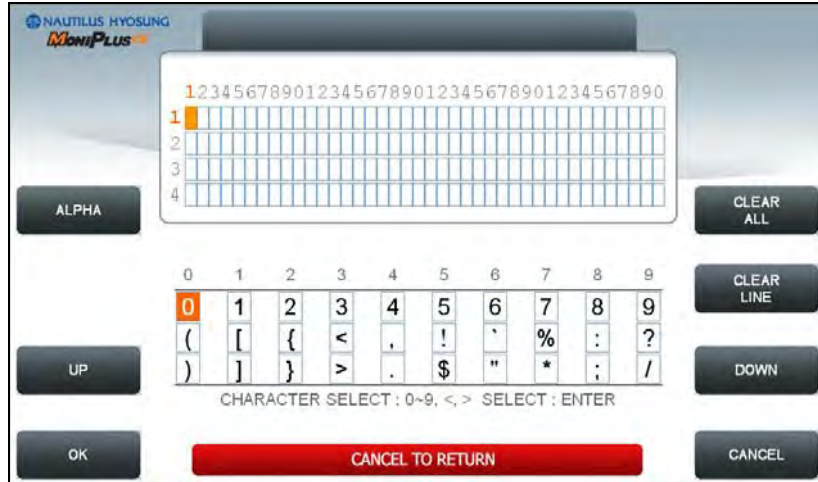 NAUTILUS HYOSUNG
MoniPlus
1234567890123456789012345678901234567890
1
2
3
4
ALPHA
CLEAR
ALL
0 1 2 3 4 5 6 7 8 9
CLEAR
LINE
0 1 2 3 4 5 6 7 8 9
( [ { < , ! ` % : ?
) ] } > . $ " * ; /
UP
DOWN
CHARACTER SELECT : 0~9, <, > SELECT : ENTER
OK
CANCEL TO RETURN
CANCEL